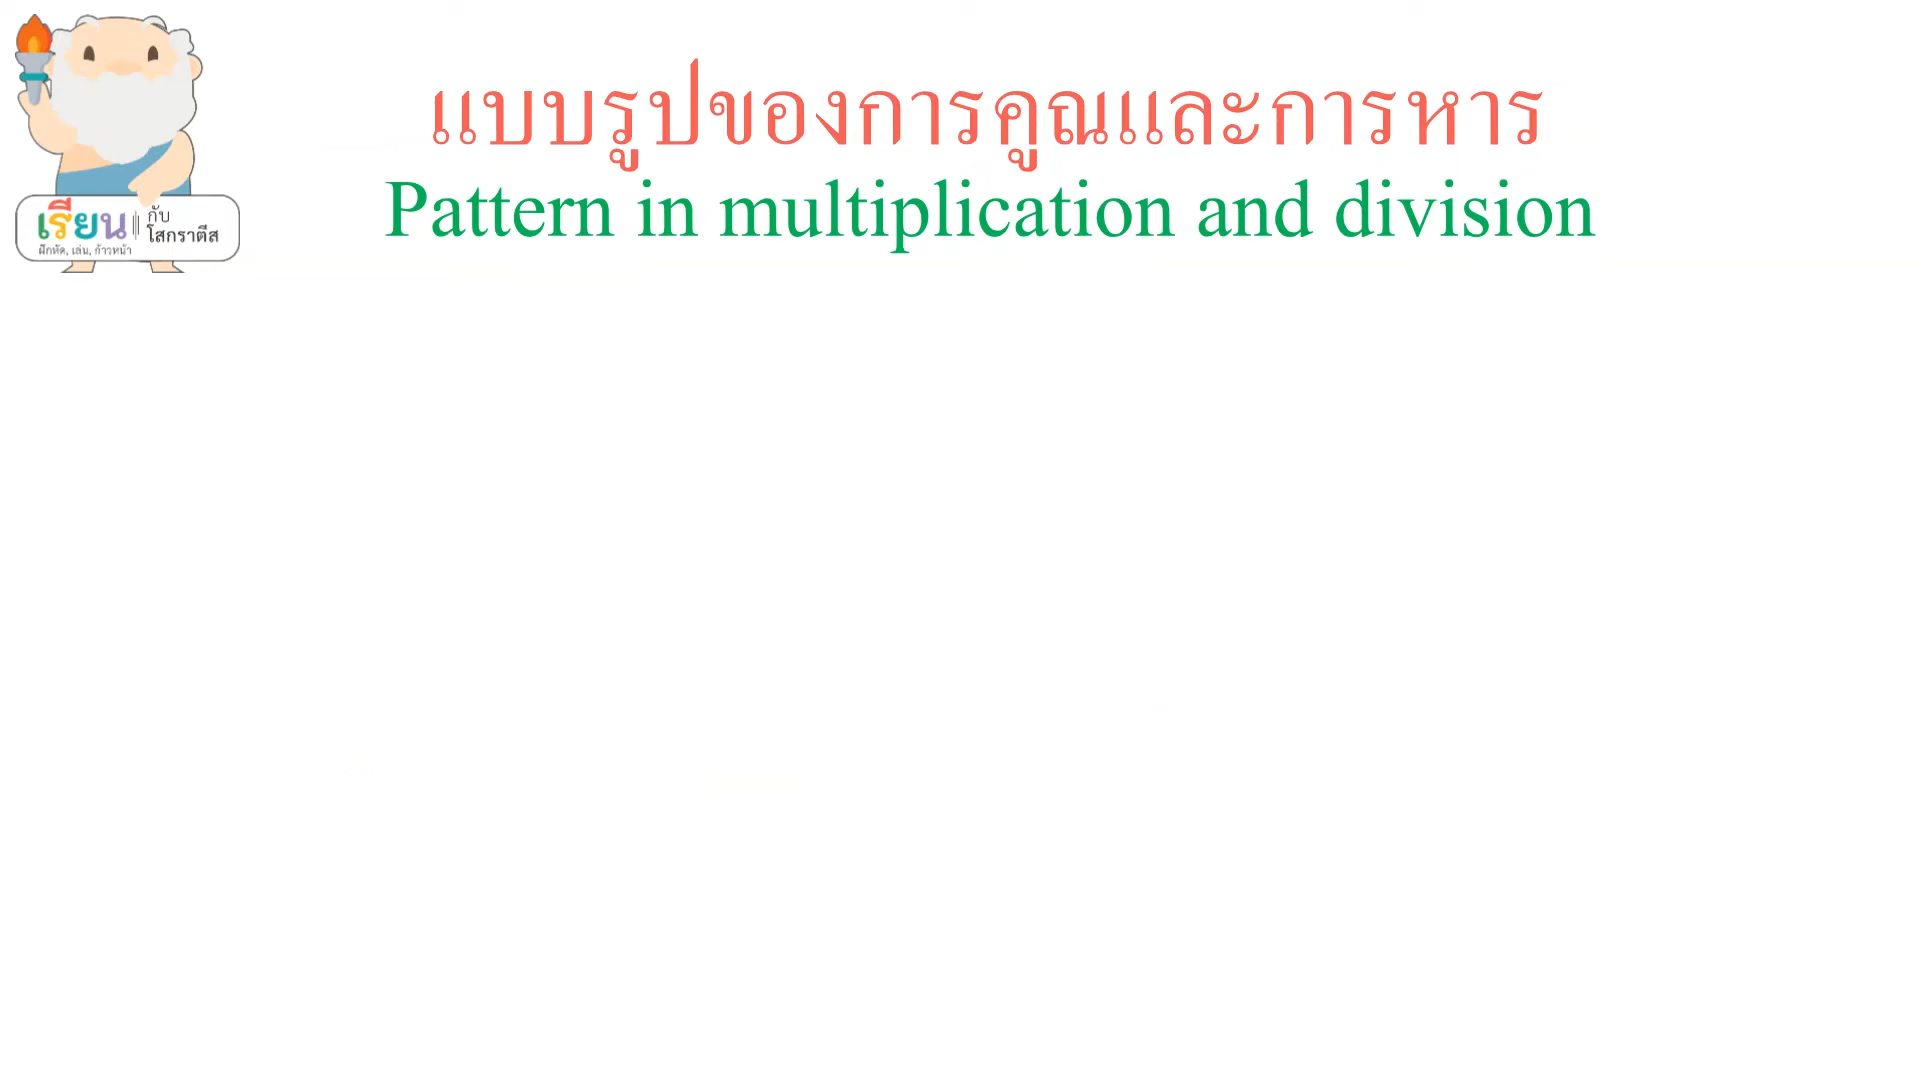 แบบรูปของการคูณและการหาร
Pattern in multiplication and division
เรียน
กับ
โสกราตีส
ฝึกหัด, เล่น, ก้าวหน้า